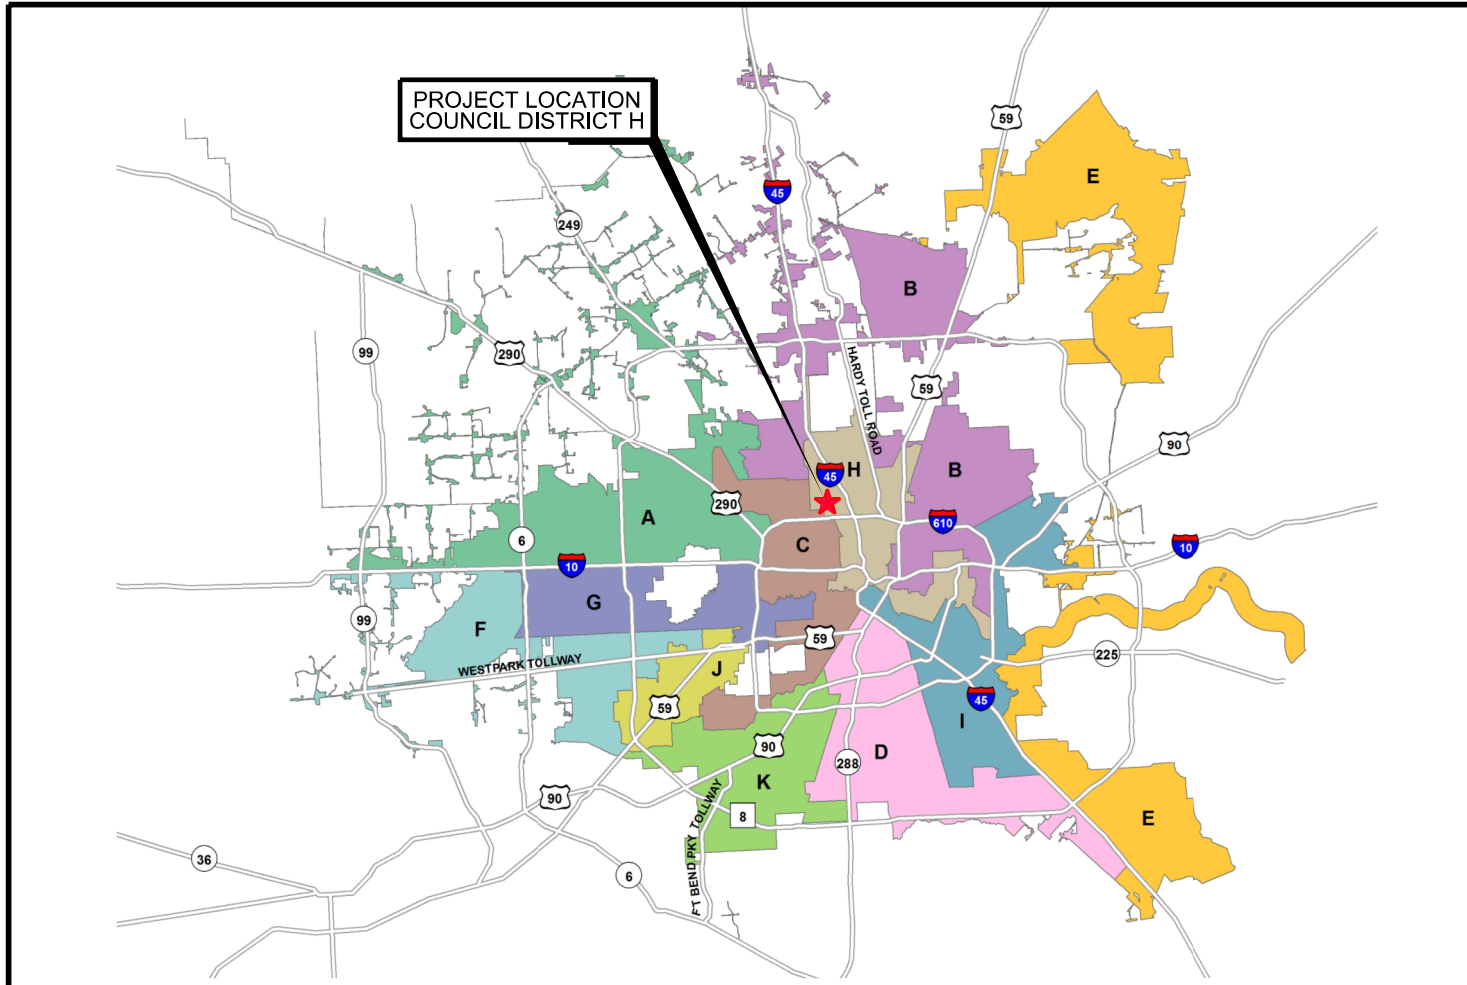 PROJECT LOCATION
COUNCIL DISTRICT H
59
E
45
249
B
99
290
HARDY TOLL ROAD
59
90
H
B
45
290
A
610
6
C
10
10
G
99
F
59
225
WESTPARK TOLLWAY
J
45
59
I
90
D
288
K
90
FT BEND PKY TOLLWAY
8
E
36
6